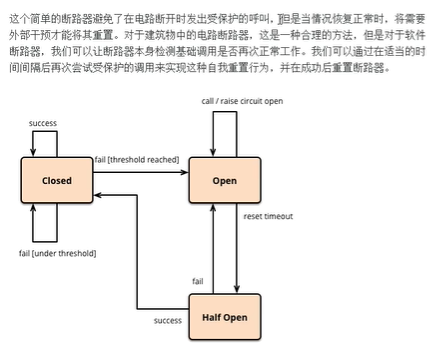 这个简单的断路器避免了在电路断开时发出受保护的呼叫，但是当情况恢复正常时，将需要
外部干预才能将其重置。对于建筑物中的电路断路器，这是一种合理的方法，但是对于软件
断路器，我们可以让断路器本身检测基础调用是否再次正常工作。我们可以通过在适当的时
间间隔后再次尝试受保护的调用来实现这种自我重置行为，并在成功后重置断路器。
call / raise circuit open
success
fail [threshold reached]
Closed
Open
reset timeout
fail [under threshold]
fail
Half Open
success